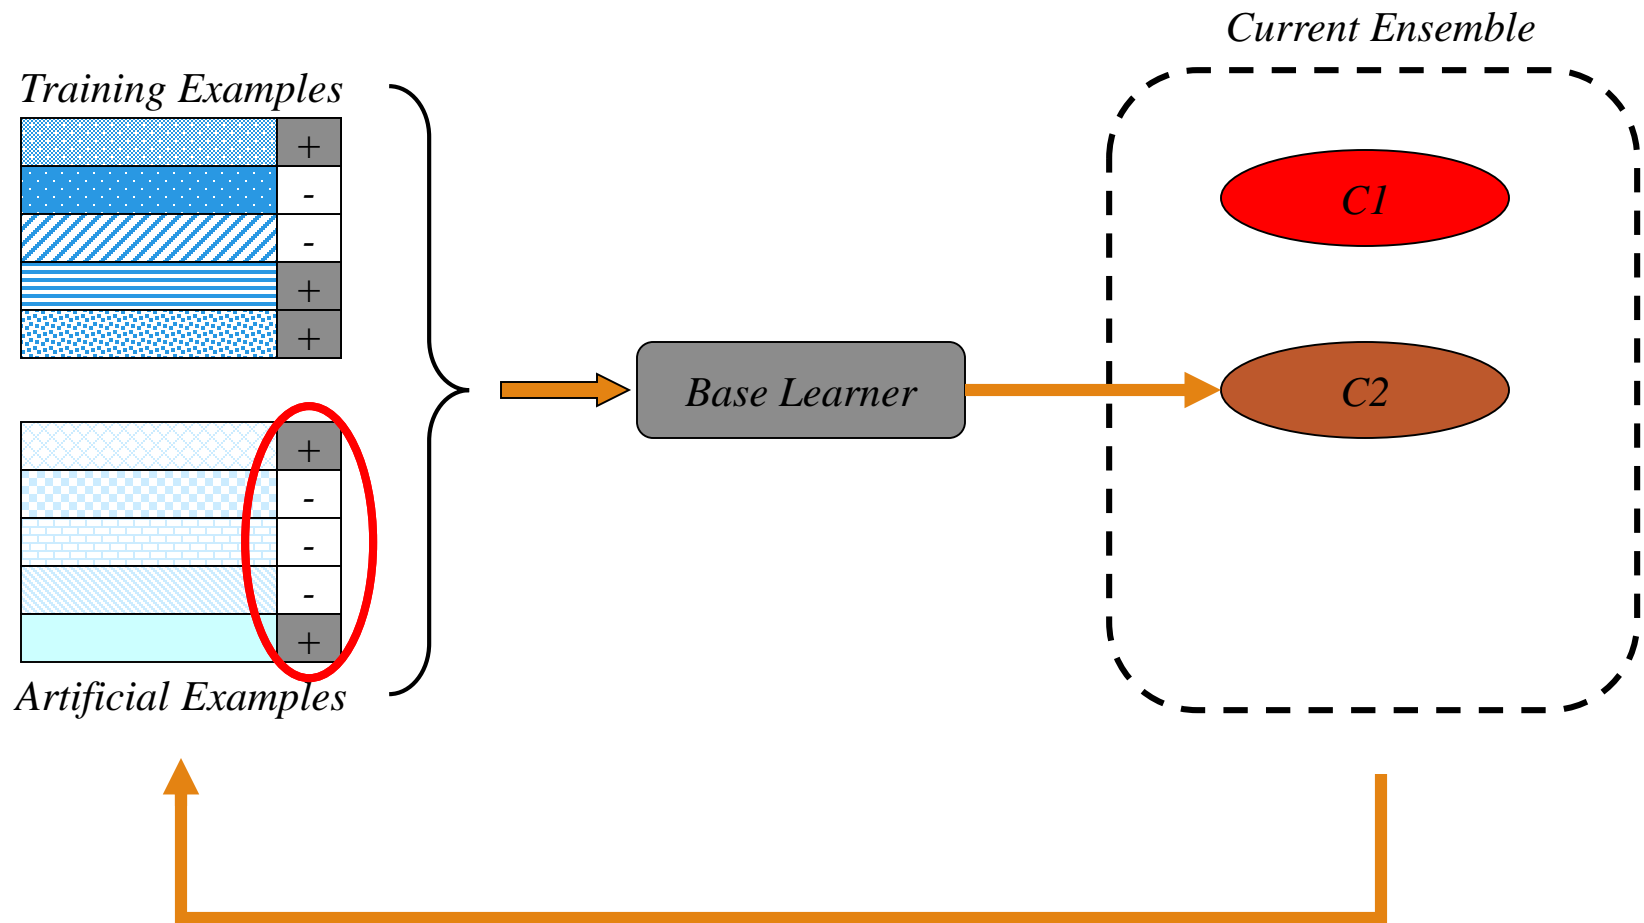 Current Ensemble
Training Examples
+
-
-
+
+
C1
Base Learner
C2
+
-
-
-
+
Artificial Examples